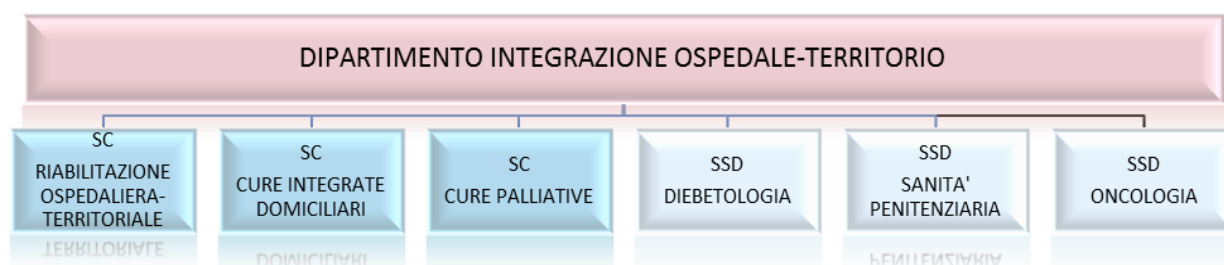 DIPARTIMENTO INTEGRAZIONE OSPEDALE-TERRITORIO
SC
RIABILITAZIONE
OSPEDALIERA-
TERRITORIALE
SC
CURE INTEGRATE
DOMICILIARI
SC
CURE PALLIATIVE
SSD
DIEBETOLOGIA
SSD
SANITA'
PENITENZIARIA
SSD
ONCOLOGIA